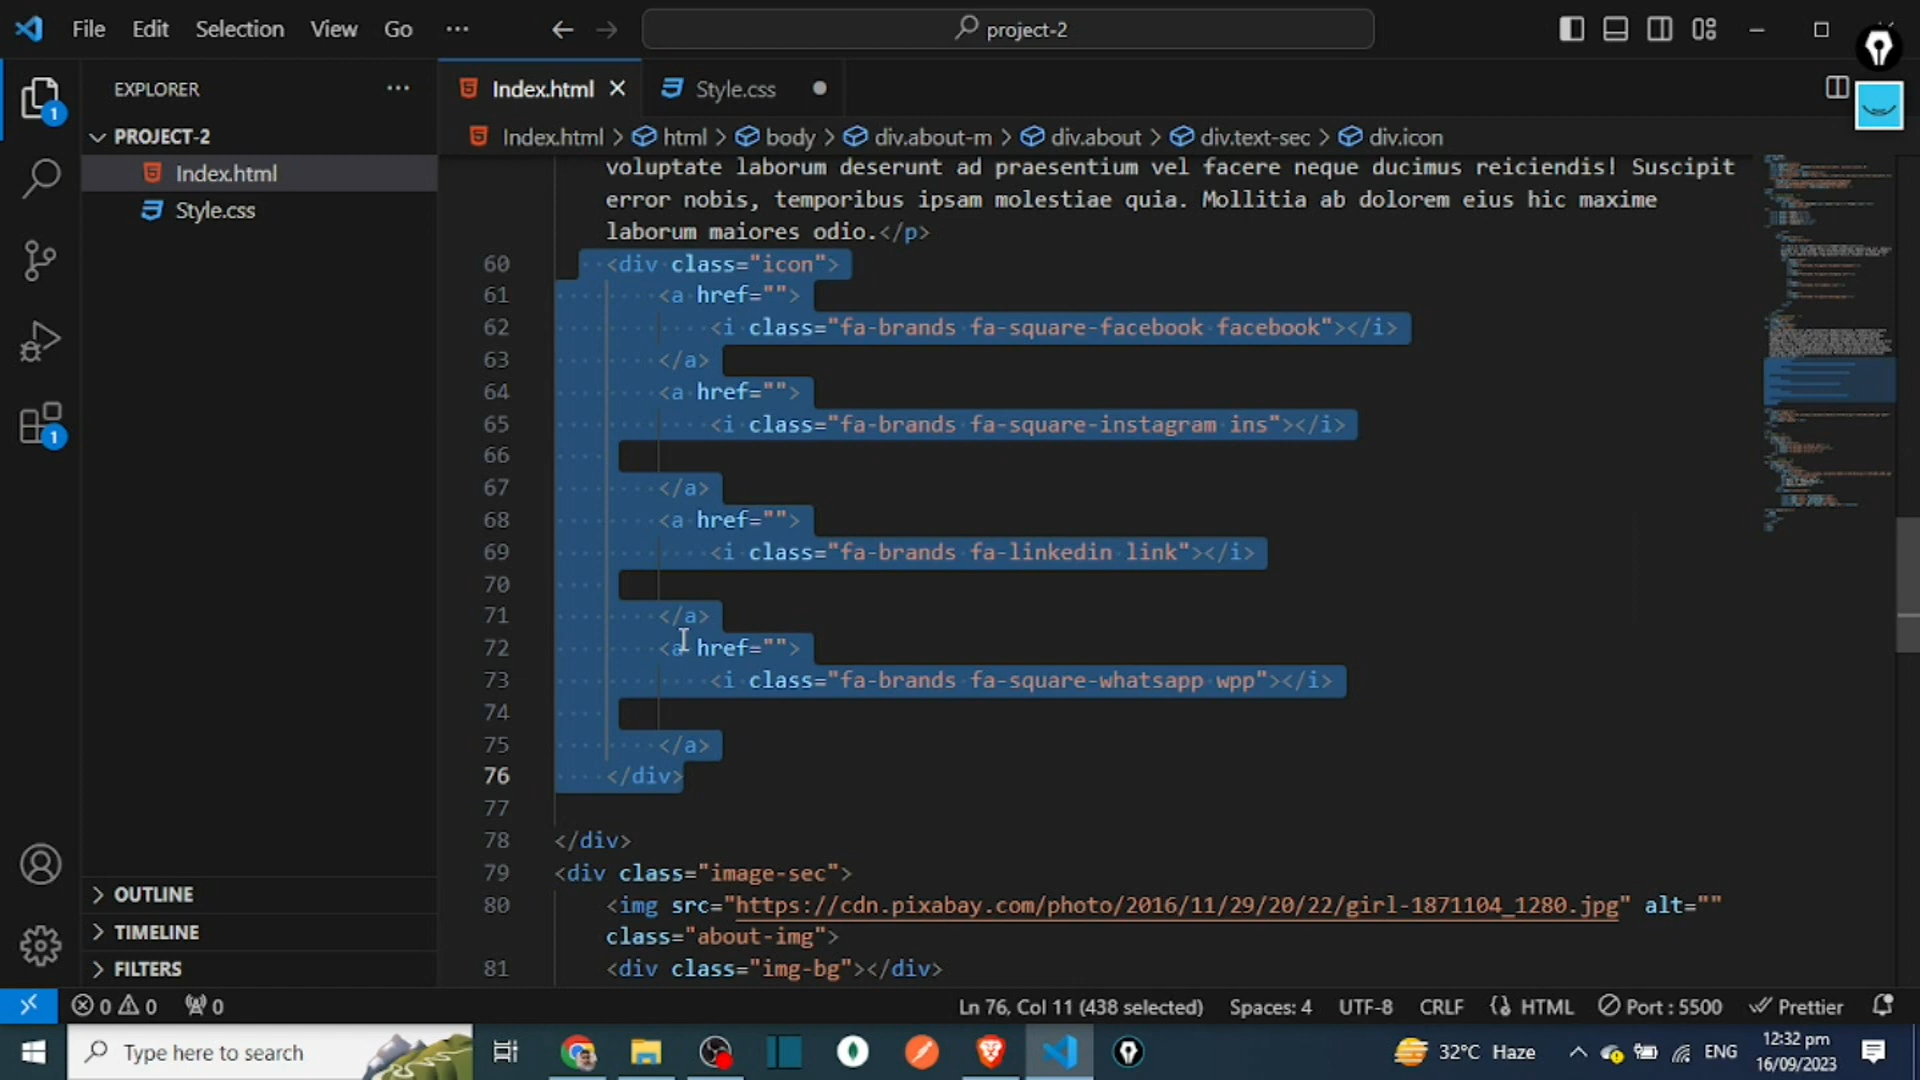 File Edit Selection View Go ··· project-2
EXPLORER ···
Index.html Style.css
PROJECT-2
Index.html > html > body > div.about-m > div.about > div.text-sec > div.icon
Index.html
Style.css
voluptate laborum deserunt ad praesentium vel facere neque ducimus reiciendis! Suscipit
error nobis, temporibus ipsam molestiae quia. Mollitia ab dolorem eius hic maxime
laborum maiores odio.</p>
60 <div class="icon">
61 <a href="">
62 <i class="fa-brands fa-square-facebook facebook"></i>
63 </a>
64 <a href="">
65 <i class="fa-brands fa-square-instagram ins"></i>
66
67 </a>
68 <a href="">
69 <i class="fa-brands fa-linkedin link"></i>
70
71 </a>
72 <a href="">
73 <i class="fa-brands fa-square-whatsapp wpp"></i>
74
75 </a>
76 </div>
77
78 </div>
79 <div class="image-sec">
80 <img src="https://cdn.pixabay.com/photo/2016/11/29/20/22/girl-1871104_1280.jpg" alt=""
class="about-img">
81 <div class="img-bg"></div>
1
1
OUTLINE
TIMELINE
FILTERS
0 0 0 Ln 76, Col 11 (438 selected) Spaces: 4 UTF-8 CRLF HTML Port : 5500 Prettier
Type here to search 32°C Haze ENG 12:32 pm
16/09/2023